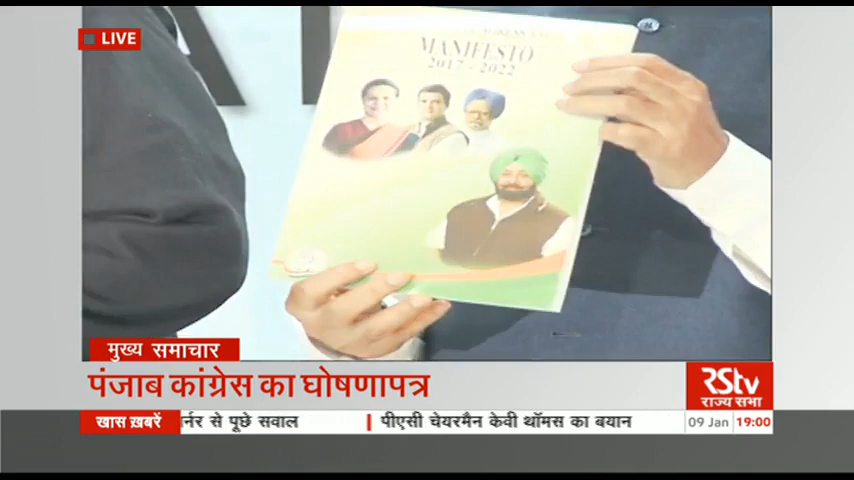 LIVE
MANIFESTO
2017-2022
मुख्य समाचार
पंजाब कांग्रेस का घोषणापत्र
RStv
राज्य सभा
ख़ास ख़बरें
र्नर से पूछे सवाल
पीएसी चेयरमैन केवी थॉमस का बयान
09 Jan
19:00